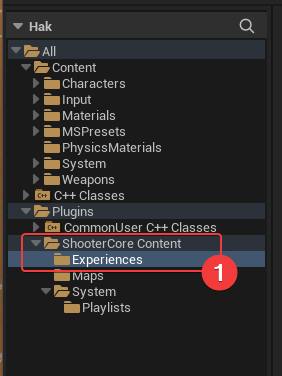 Hak
All
Content
Characters
Input
Materials
MSPresets
PhysicsMaterials
System
Weapons
C++ Classes
Plugins
CommonUser C++ Classes
ShooterCore Content
Experiences
1
Maps
System
Playlists